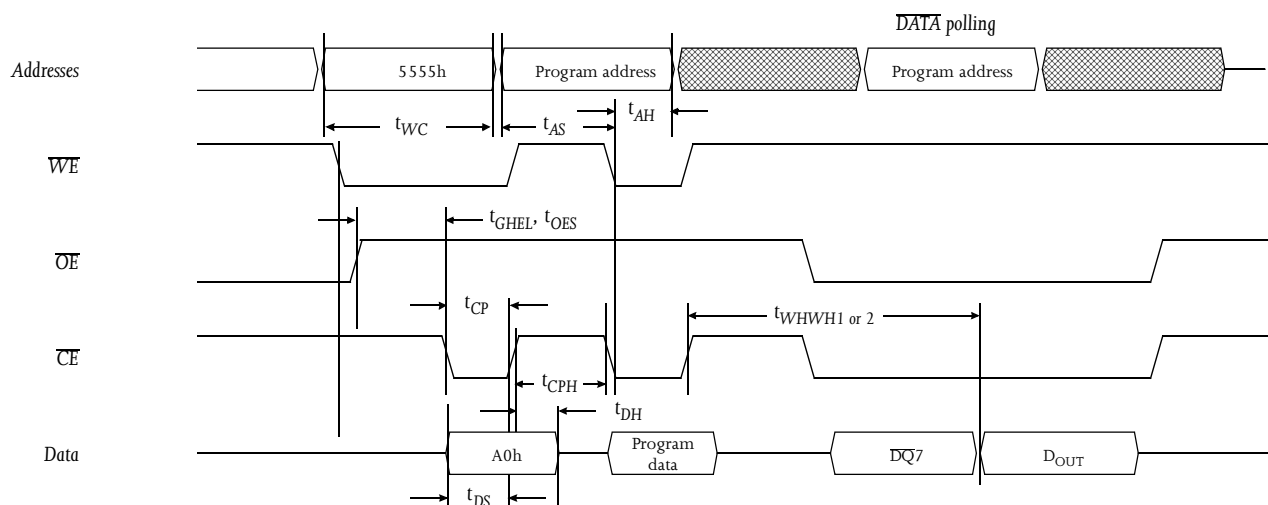 DATA polling
Addresses
5555h
Program address
Program address
tWC
tAS
tAH
WE
tGHEL, tOES
OE
tCP
tWHWH1 or 2
CE
tCPH
tDH
Data
A0h
Program
data
DQ7
DOUT
tDS